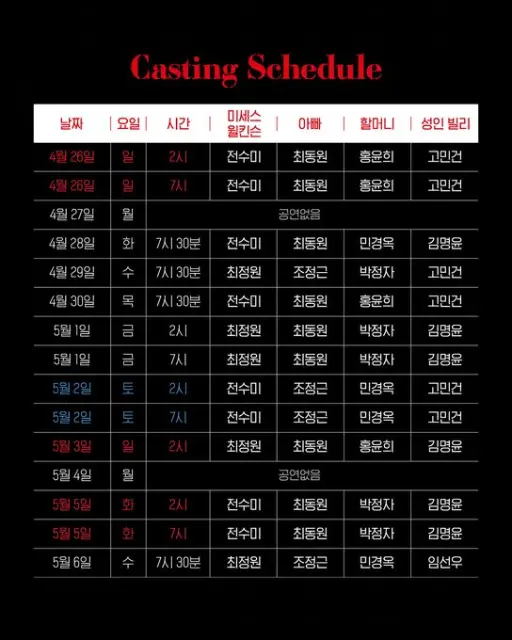 Casting Schedule
날짜 | 요일 | 시간 | 미세스 윌킨슨 | 아빠 | 할머니 | 성인 빌리
4월 26일 일 2시 전수미 최동원 홍윤희 고민건
4월 26일 일 7시 전수미 최동원 홍윤희 고민건
4월 27일 월 공연없음
4월 28일 화 7시 30분 전수미 최동원 민경옥 김명윤
4월 29일 수 7시 30분 최정원 조정근 박정자 고민건
4월 30일 목 7시 30분 전수미 최동원 홍윤희 고민건
5월 1일 금 2시 최정원 최동원 박정자 김명윤
5월 1일 금 7시 최정원 최동원 박정자 김명윤
5월 2일 토 2시 전수미 조정근 민경옥 고민건
5월 2일 토 7시 전수미 조정근 민경옥 고민건
5월 3일 일 2시 최정원 최동원 홍윤희 김명윤
5월 4일 월 공연없음
5월 5일 화 2시 전수미 최동원 박정자 김명윤
5월 5일 화 7시 전수미 최동원 박정자 김명윤
5월 6일 수 7시 30분 최정원 조정근 민경옥 임선우